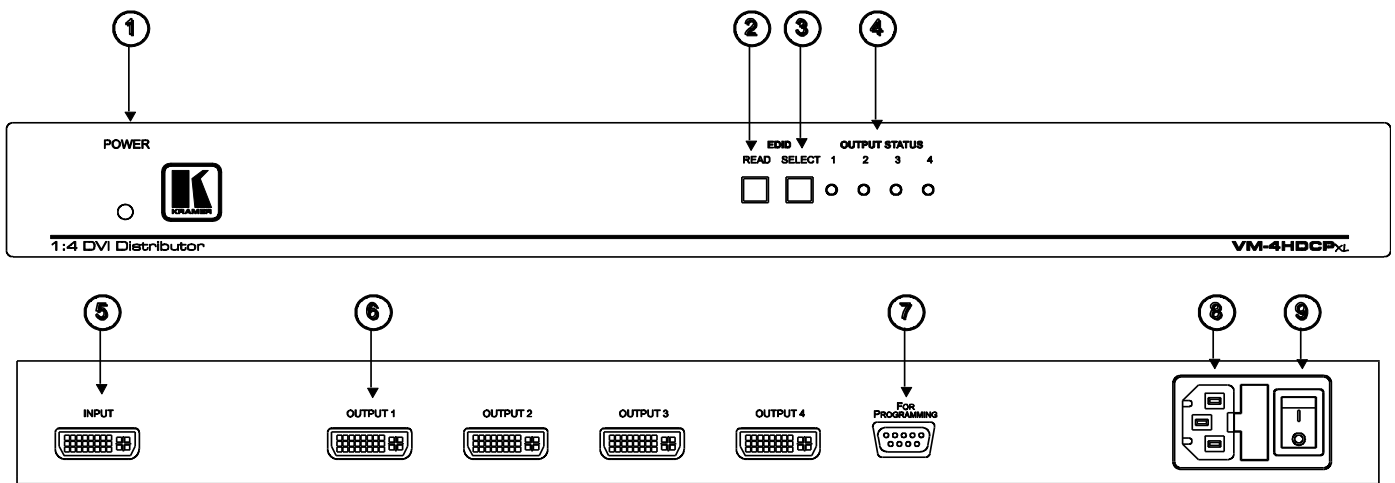 1
2
3
4
POWER
EDID
OUTPUT STATUS
READ SELECT 1 2 3 4
K
KRAMER
1:4 DVI Distributor
VM-4HDCPXL
5
6
7
8
9
INPUT
OUTPUT 1
OUTPUT 2
OUTPUT 3
OUTPUT 4
FOR
PROGRAMMING